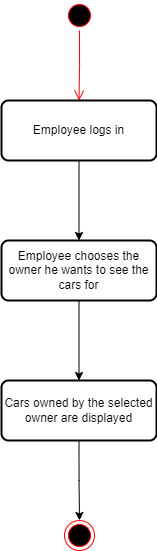 Employee logs in
Employee chooses the
owner he wants to see the
cars for
Cars owned by the selected
owner are displayed